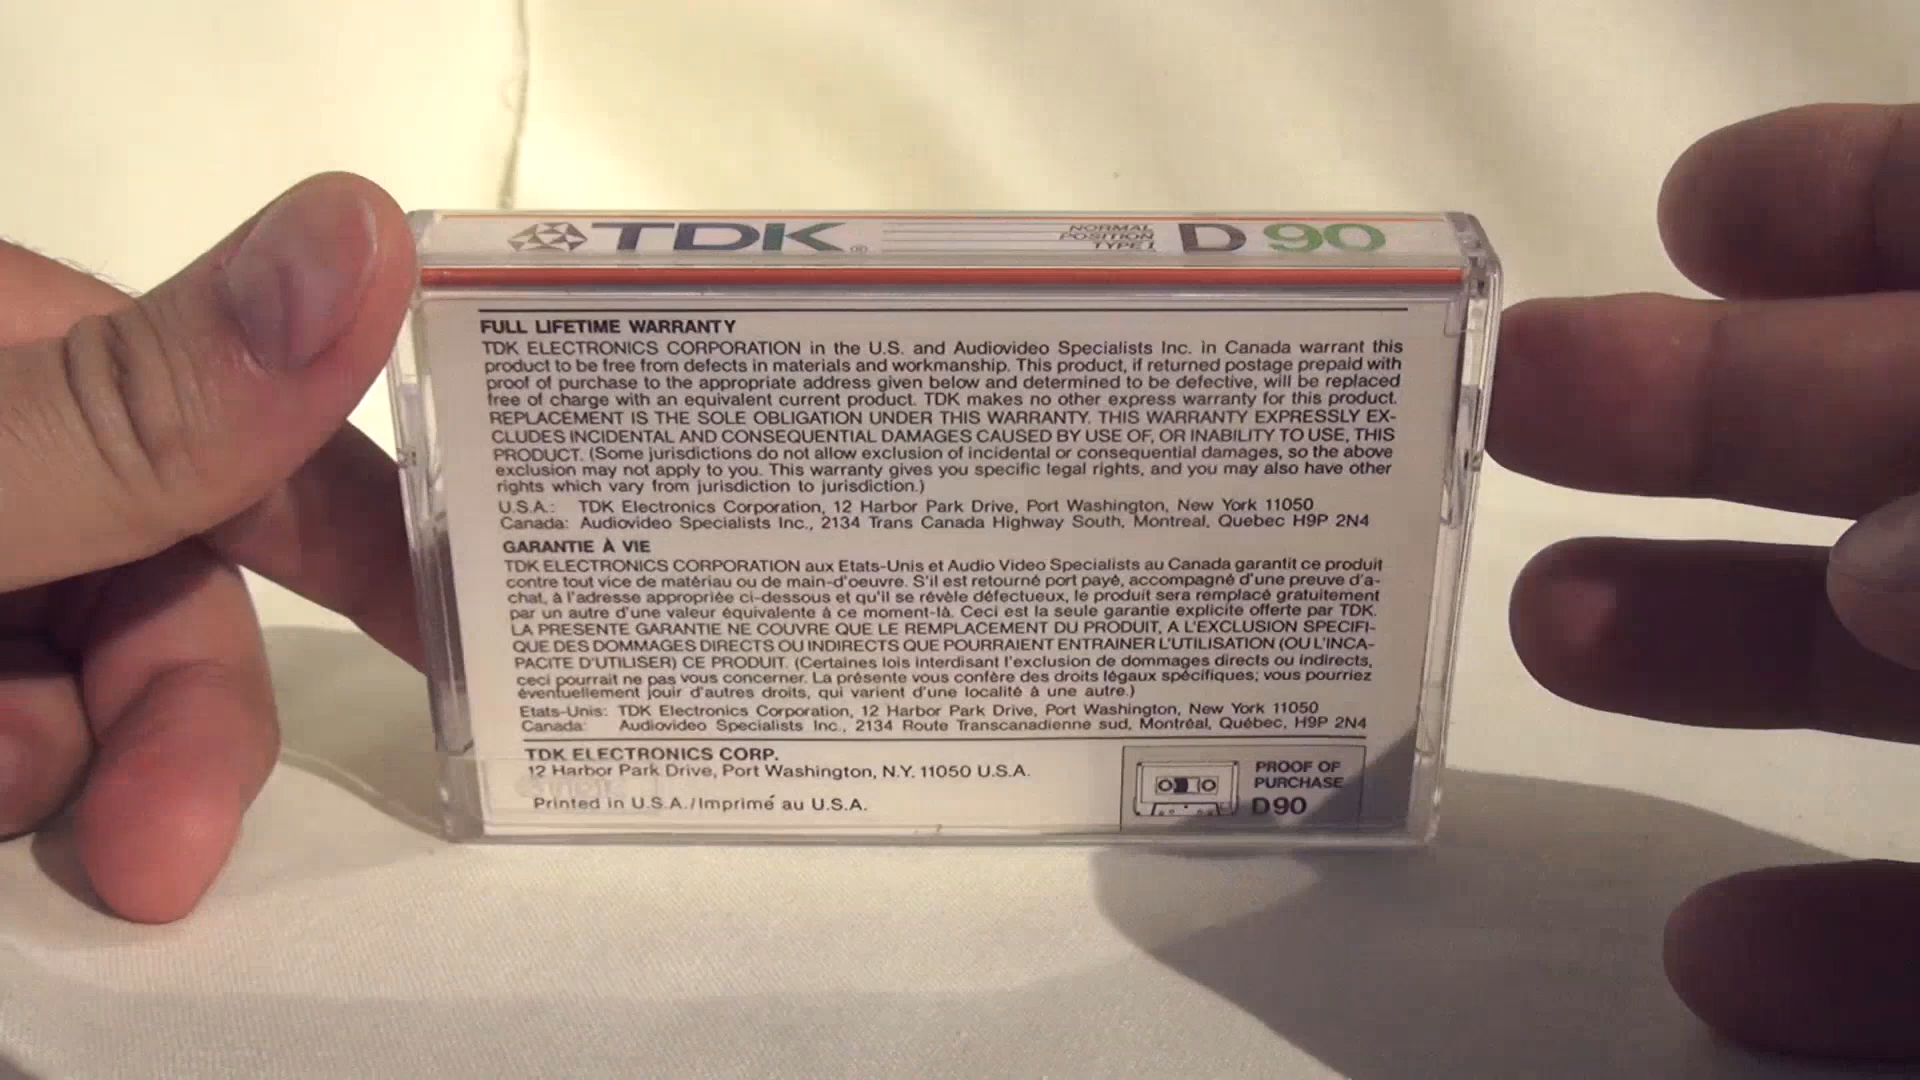 TDK®
NORMAL
POSITION
TYPE I
D 90
FULL LIFETIME WARRANTY
TDK ELECTRONICS CORPORATION in the U.S. and Audiovideo Specialists Inc. in Canada warrant this
product to be free from defects in materials and workmanship. This product, if returned postage prepaid with
proof of purchase to the appropriate address given below and determined to be defective, will be replaced
free of charge with an equivalent current product. TDK makes no other express warranty for this product.
REPLACEMENT IS THE SOLE OBLIGATION UNDER THIS WARRANTY. THIS WARRANTY EXPRESSLY EX-
CLUDES INCIDENTAL AND CONSEQUENTIAL DAMAGES CAUSED BY USE OF, OR INABILITY TO USE, THIS
PRODUCT. (Some jurisdictions do not allow exclusion of incidental or consequential damages, so the above
exclusion may not apply to you. This warranty gives you specific legal rights, and you may also have other
rights which vary from jurisdiction to jurisdiction.)
U.S.A.: TDK Electronics Corporation, 12 Harbor Park Drive, Port Washington, New York 11050
Canada: Audiovideo Specialists Inc., 2134 Trans Canada Highway South, Montreal, Quebec H9P 2N4
GARANTIE À VIE
TDK ELECTRONICS CORPORATION aux Etats-Unis et Audio Video Specialists au Canada garantit ce produit
contre tout vice de matériau ou de main-d'oeuvre. S'il est retourné port payé, accompagné d'une preuve d'a-
chat, à l'adresse appropriée ci-dessous et qu'il se révèle défectueux, le produit sera remplacé gratuitement
par un autre d'une valeur équivalente à ce moment-là. Ceci est la seule garantie explicite offerte par TDK.
LA PRESENTE GARANTIE NE COUVRE QUE LE REMPLACEMENT DU PRODUIT, A L'EXCLUSION SPECIFI-
QUE DES DOMMAGES DIRECTS OU INDIRECTS QUE POURRAIENT ENTRAINER L'UTILISATION (OU L'INCA-
PACITE D'UTILISER) CE PRODUIT. (Certaines lois interdisant l'exclusion de dommages directs ou indirects,
ceci pourrait ne pas vous concerner. La présente vous confère des droits légaux spécifiques; vous pourriez
éventuellement jouir d'autres droits, qui varient d'une localité à une autre.)
Etats-Unis: TDK Electronics Corporation, 12 Harbor Park Drive, Port Washington, New York 11050
Canada: Audiovideo Specialists Inc., 2134 Route Transcanadienne sud, Montréal, Québec, H9P 2N4
TDK ELECTRONICS CORP.
12 Harbor Park Drive, Port Washington, N.Y. 11050 U.S.A.
Printed in U.S.A./Imprimé au U.S.A.
PROOF OF
PURCHASE
D90